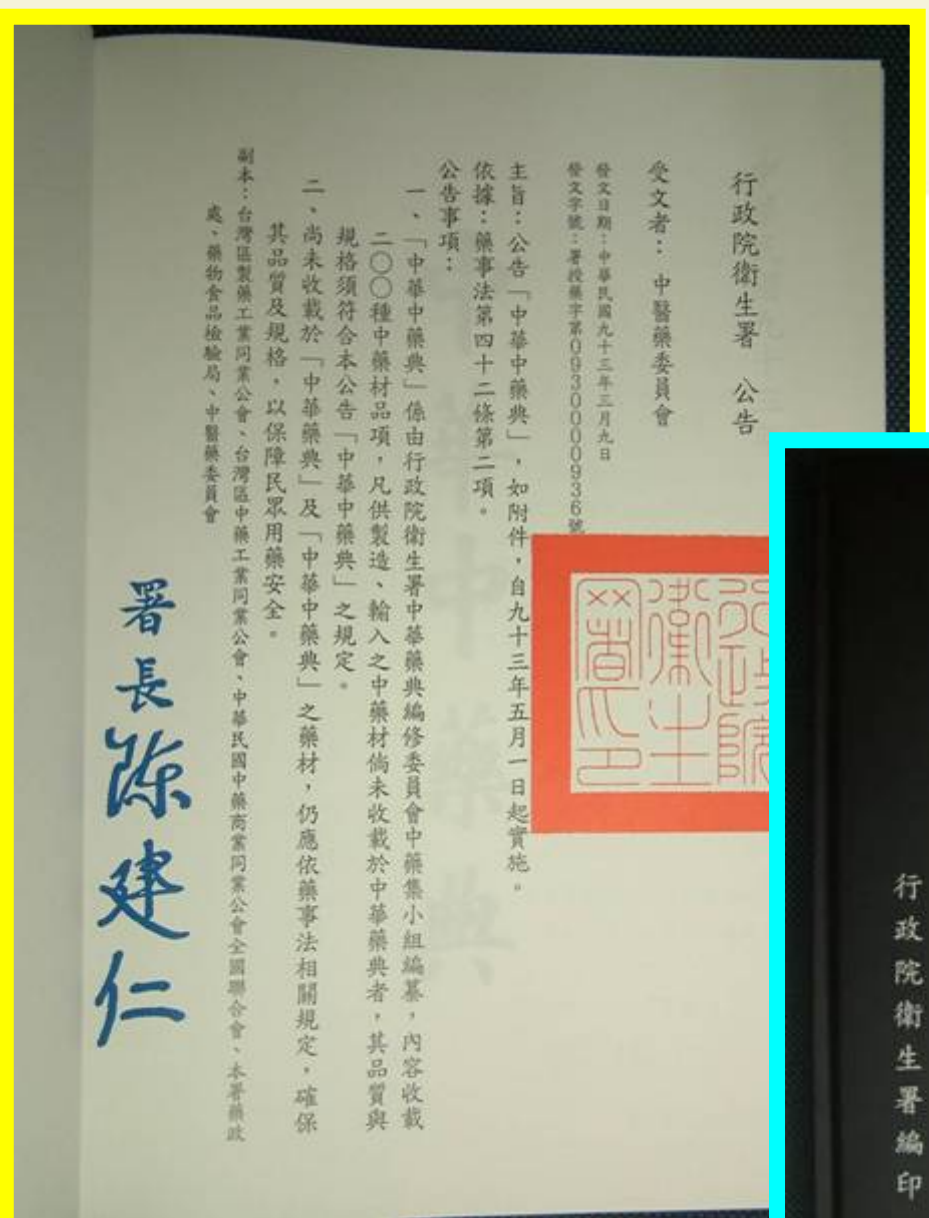 行政院衛生署　公告
受文者：中醫藥委員會
發文日期：中華民國九十三年三月九日
發文字號：署授藥字第0930000936號
主旨：公告「中華中藥典」，如附件，自九十三年五月一日起實施。
依據：藥事法第四十二條第二項。
公告事項：
一、「中華中藥典」係由行政院衛生署中華藥典編修委員會中藥集小組編纂，內容收載
二〇〇種中藥材品項，凡供製造、輸入之中藥材倘未收載於中華藥典者，其品質與
規格須符合本公告「中華中藥典」之規定。
二、尚未收載於「中華藥典」及「中華中藥典」之藥材，仍應依藥事法相關規定，確保
其品質及規格，以保障民眾用藥安全。
副本：台灣區製藥工業同業公會、台灣區中藥工業同業公會、中華民國中藥商業同業公會全國聯合會、本署藥政
處、藥物食品檢驗局、中醫藥委員會
署長陳建仁
行政院衛生署印
行政院衛生署編印